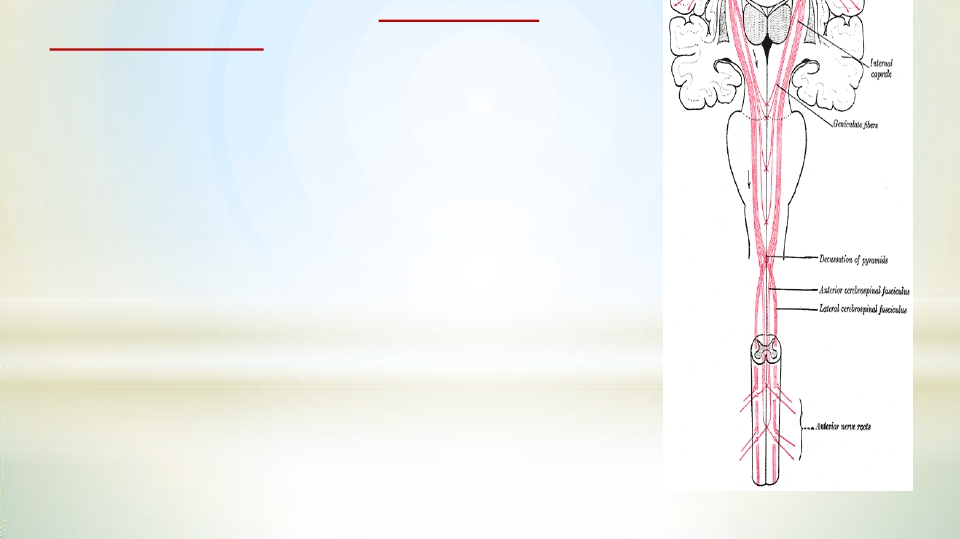 Internal
capsule
Geniculate fibers
Decussation of pyramids
Anterior cerebrospinal fasciculus
Lateral cerebrospinal fasciculus
Anterior nerve roots